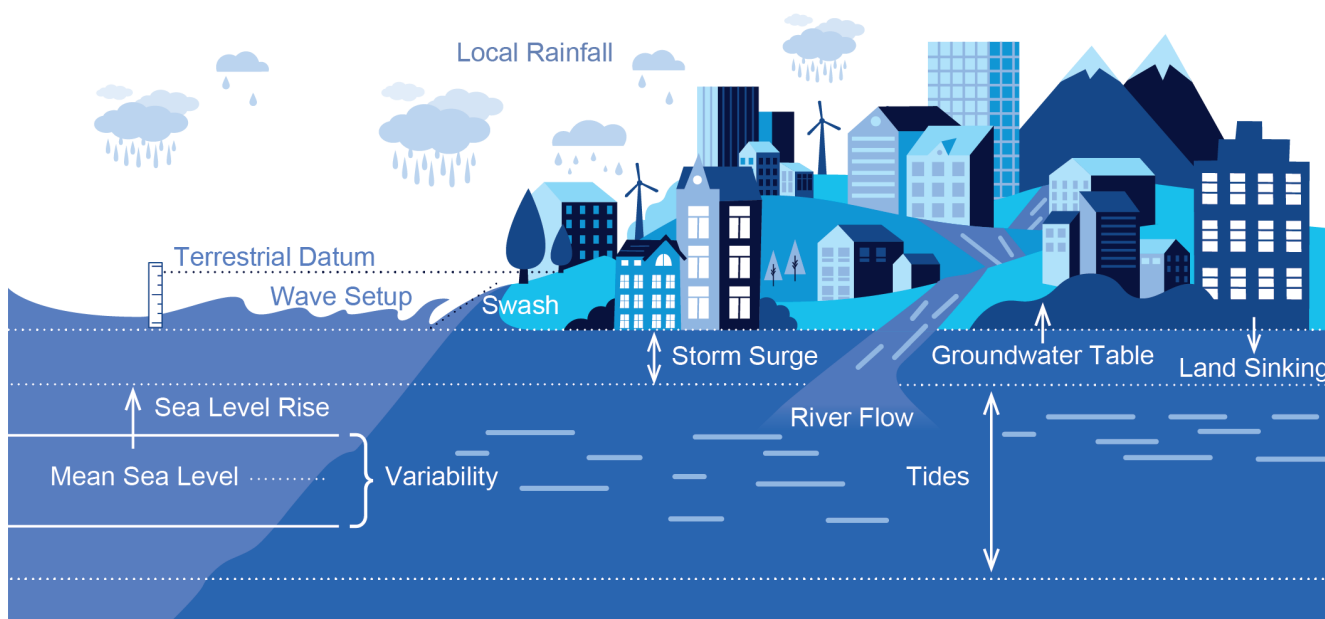 Local Rainfall
Terrestrial Datum
Wave Setup
Swash
Storm Surge
Groundwater Table
Land Sinking
Sea Level Rise
River Flow
Mean Sea Level
Variability
Tides